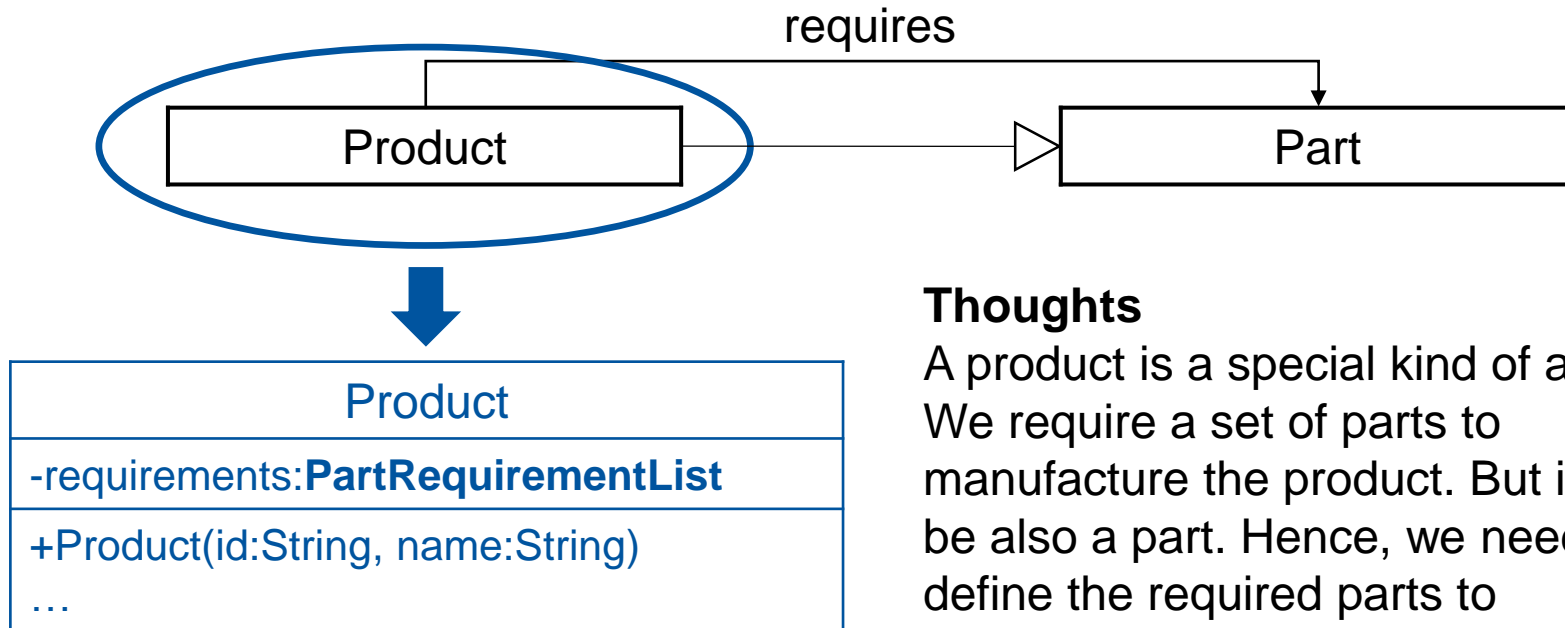 requires
Product
Part
Product
-requirements:PartRequirementList
+Product(id:String, name:String)
…
Thoughts
A product is a special kind of a
We require a set of parts to
manufacture the product. But
be also a part. Hence, we
define the required parts to